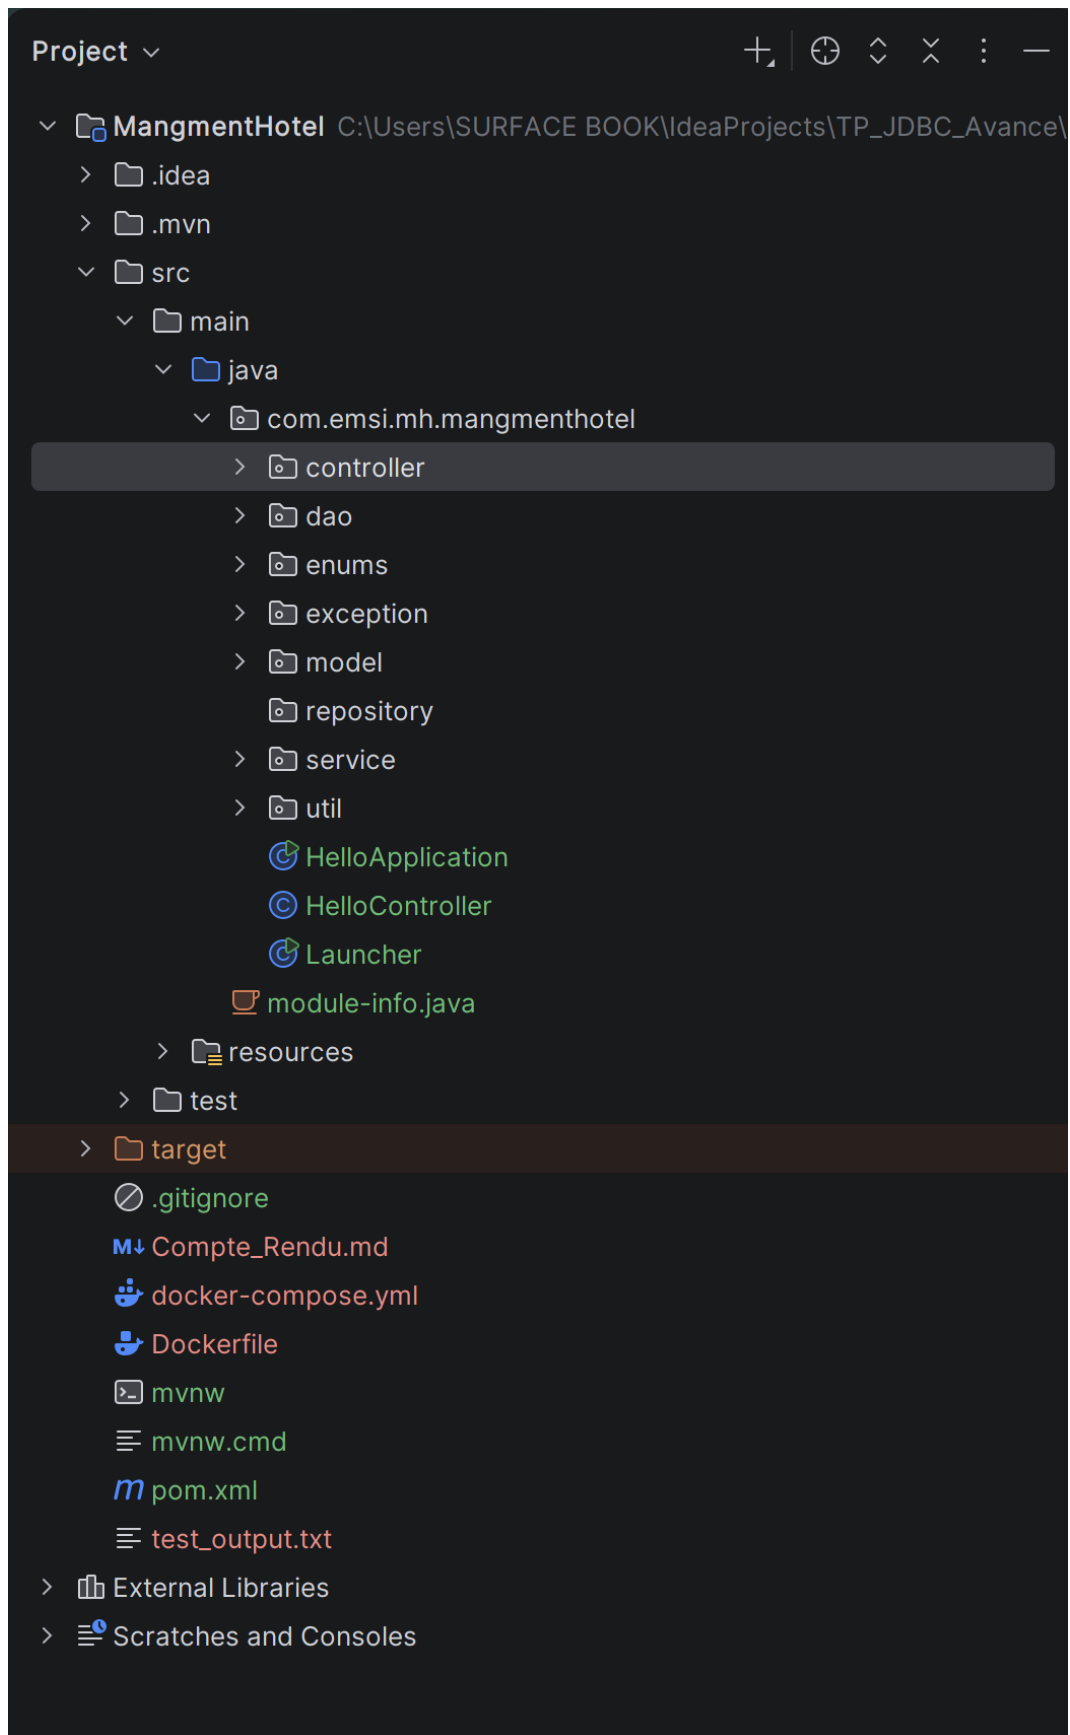 Project
MangmentHotel C:\Users\SURFACE BOOK\IdeaProjects\TP_JDBC_Avance\
.idea
.mvn
src
main
java
com.emsi.mh.mangmenthotel
controller
dao
enums
exception
model
repository
service
util
HelloApplication
HelloController
Launcher
module-info.java
resources
test
target
.gitignore
Compte_Rendu.md
docker-compose.yml
Dockerfile
mvnw
mvnw.cmd
pom.xml
test_output.txt
External Libraries
Scratches and Consoles